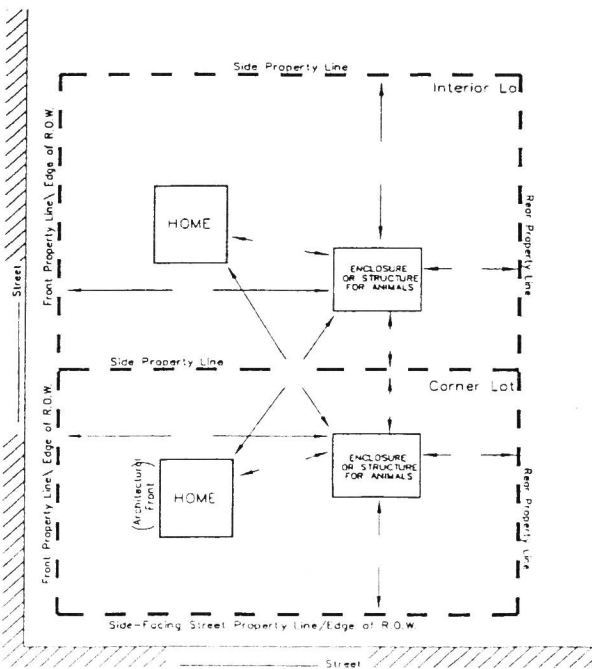 Side Property Line
Interior Lo
Front Property Line\ Edge of R.O.W.
Street
HOME
Rear Property Line
ENCLOSURE
OR STRUCTURE
FOR ANIMALS
Side Property Line
Corner Lot
Front Property Line\ Edge of R.O.W.
(Architectural
Front)
HOME
ENCLOSURE
OR STRUCTURE
FOR ANIMALS
Rear Property Line
Side-Facing Street Property Line/Edge of R.O.W.
Street